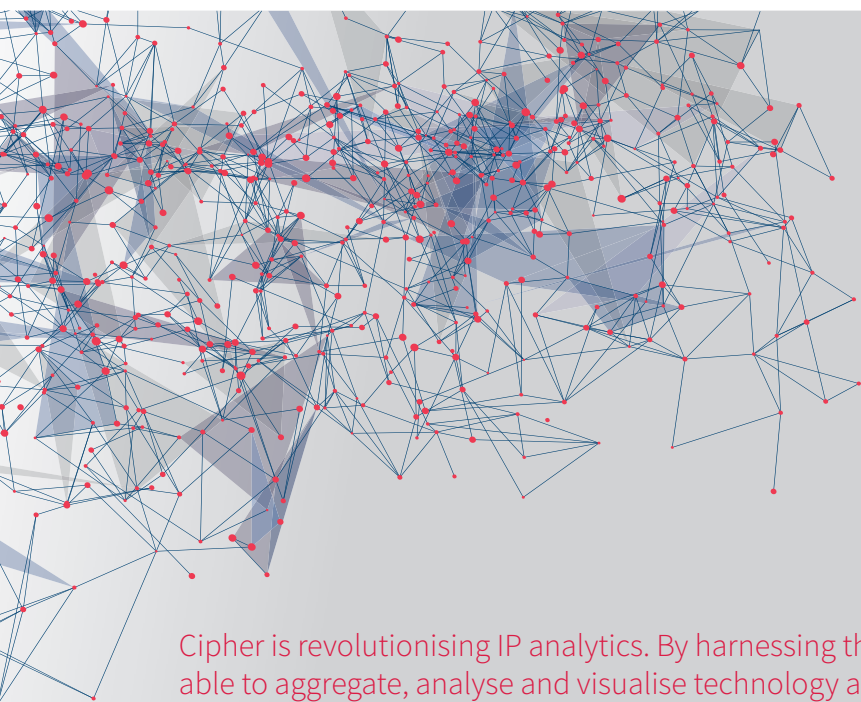 Cipher is revolutionising IP analytics. By harnessing th
able to aggregate, analyse and visualise technology a